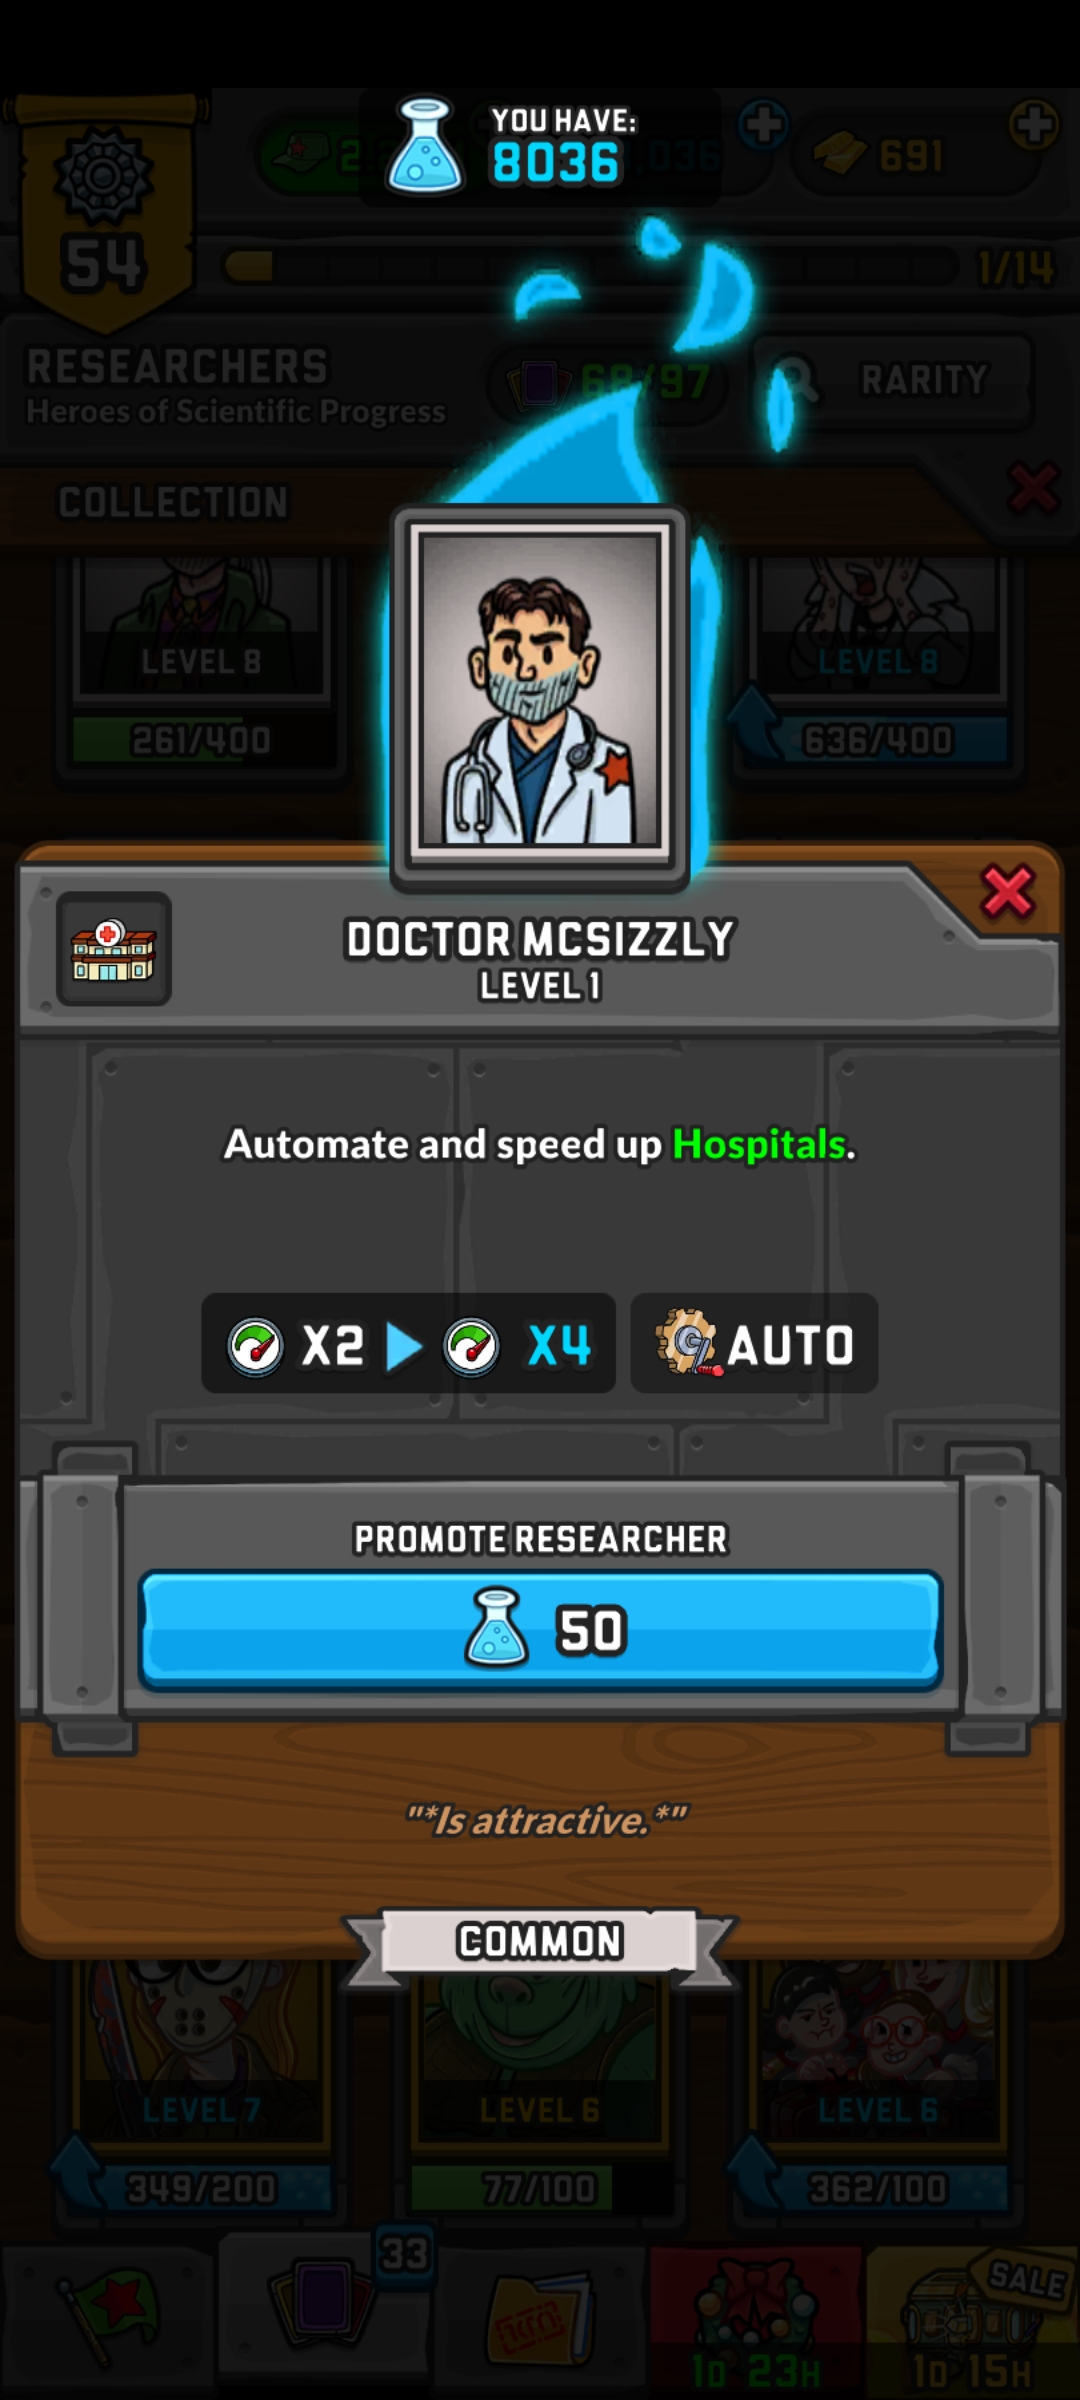 YOU HAVE:
8036
691
54
1/14
RESEARCHERS
Heroes of Scientific Progress
68/97
RARITY
COLLECTION
LEVEL 8
LEVEL 8
261/400
636/400
DOCTOR MCSIZZLY
LEVEL 1
Automate and speed up Hospitals.
X2
X4
AUTO
PROMOTE RESEARCHER
50
"*Is attractive.*"
COMMON
LEVEL 7
LEVEL 6
LEVEL 6
349/200
77/100
362/100
33
SALE
1D 23H
1D 15H